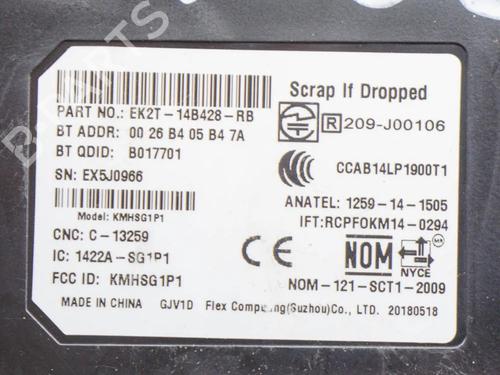 Scrap If Dropped
PART NO.: EK2T-14B428-RB
R 209-J00106
BT ADDR: 00 26 B4 05 B4 7A
BT QDID: B017701
CCAB14LP1900T1
SN: EX5J0966
ANATEL: 1259-14-1505
Model: KMHSG1P1
IFT:RCPFOKM14-0294
CNC: C-13259
CE
NOM
NYCE
IC: 1422A-SG1P1
FCC ID: KMHSG1P1
NOM-121-SCT1-2009
MADE IN CHINA GJV1D Flex Computing(Suzhou)Co., LTD. 20180518
B-PARTS